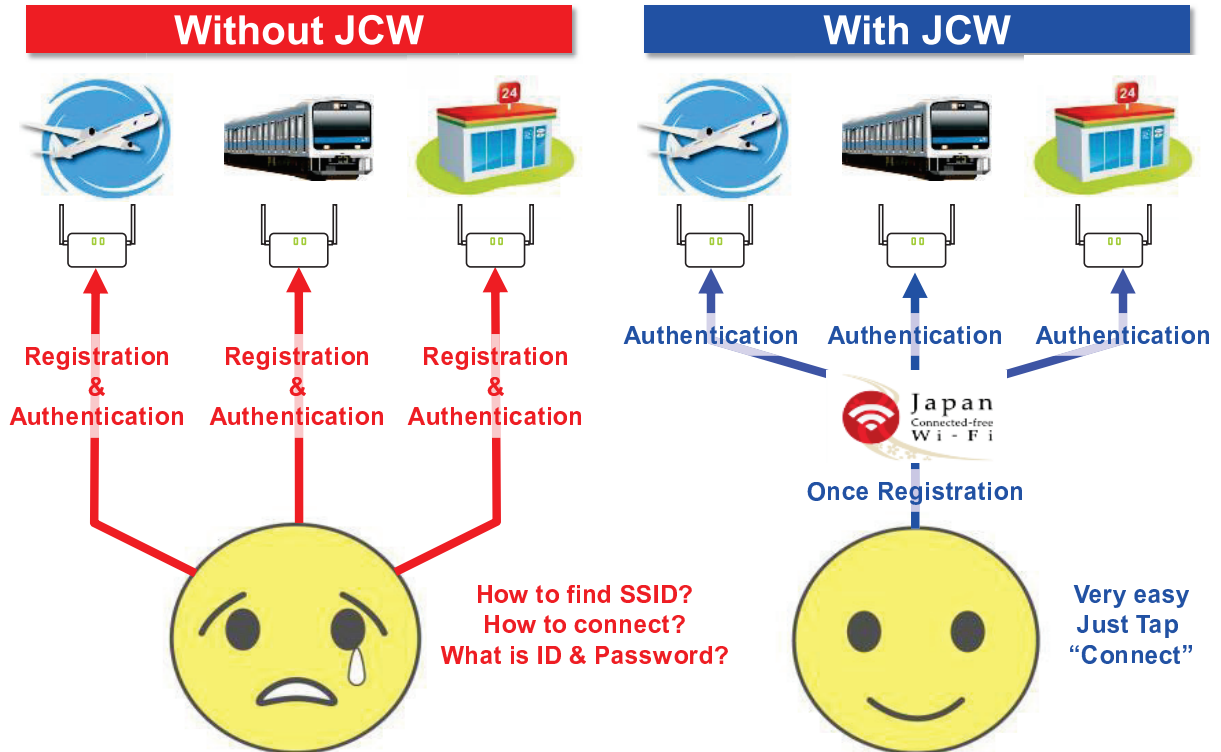 Without JCW
24
Registration
&
Authentication
Registration
&
Authentication
Registration
&
Authentication
How to find SSID?
How to connect?
What is ID & Password?
With JCW
24
Authentication
Authentication
Authentication
Japan
Connected-free
Wi-Fi
Once Registration
Very easy
Just Tap
“Connect”